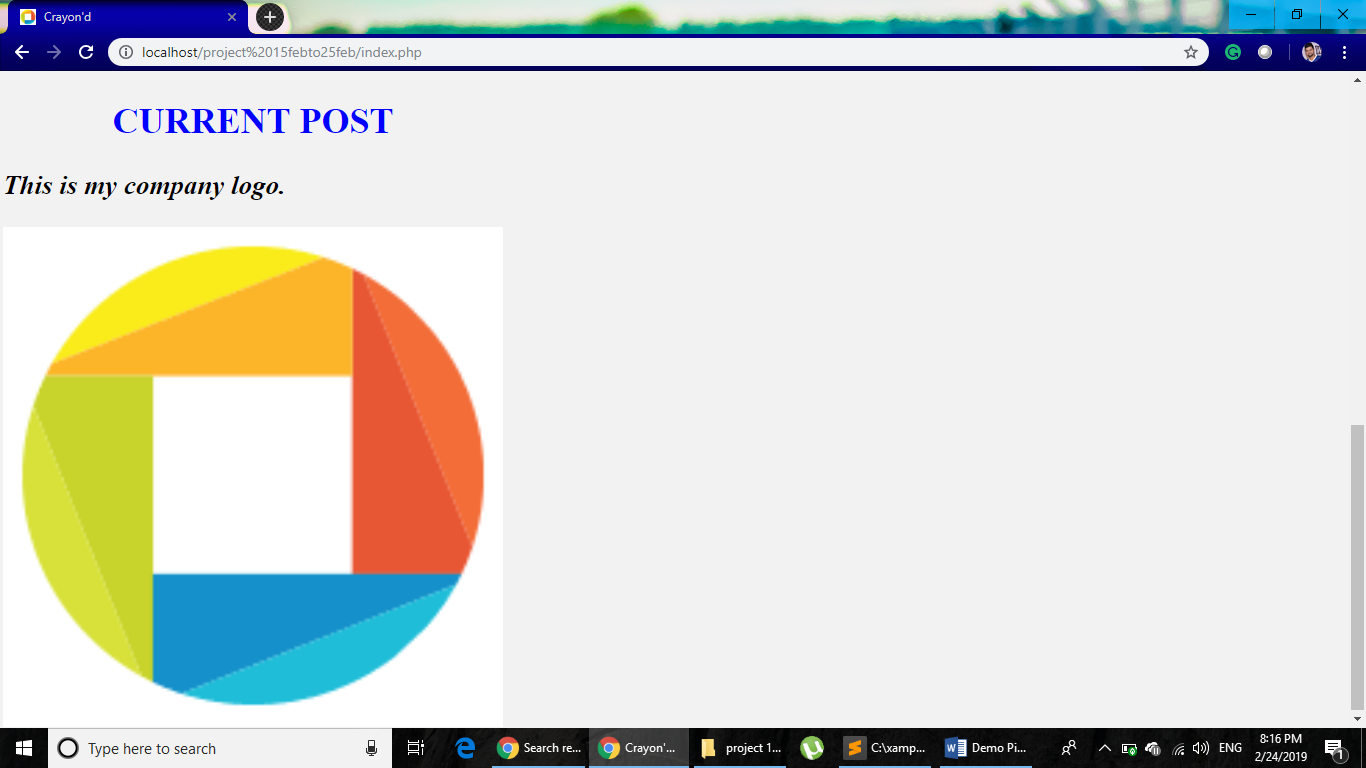 Crayon'd
localhost/project%2015febto25feb/index.php
CURRENT POST
This is my company logo.
Type here to search
Search re...
Crayon'...
project 1...
C:\xamp...
Demo Pi...
ENG
8:16 PM
2/24/2019
1